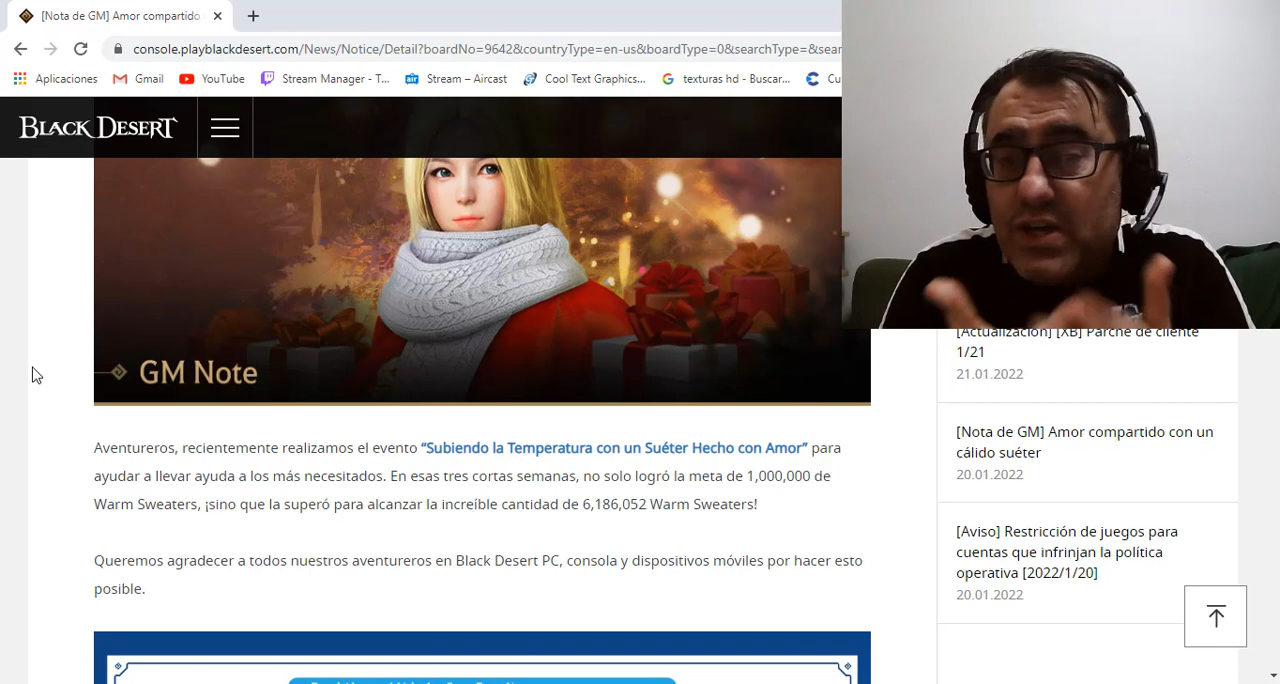 [Nota de GM] Amor compartido
console.playblackdesert.com/News/Notice/Detail?boardNo=9642&countryType=en-us&boardType=0&searchType=&sear
Aplicaciones Gmail YouTube Stream Manager - T... Stream – Aircast Cool Text Graphics... texturas hd - Buscar... Cu
BLACK DESERT
GM Note
Aventureros, recientemente realizamos el evento “Subiendo la Temperatura con un Suéter Hecho con Amor” para
ayudar a llevar ayuda a los más necesitados. En esas tres cortas semanas, no solo logró la meta de 1,000,000 de
Warm Sweaters, ¡sino que la superó para alcanzar la increíble cantidad de 6,186,052 Warm Sweaters!
Queremos agradecer a todos nuestros aventureros en Black Desert PC, consola y dispositivos móviles por hacer esto
posible.
[Actualización] [XB] Parche de cliente
1/21
21.01.2022
[Nota de GM] Amor compartido con un
cálido suéter
20.01.2022
[Aviso] Restricción de juegos para
cuentas que infrinjan la política
operativa [2022/1/20]
20.01.2022